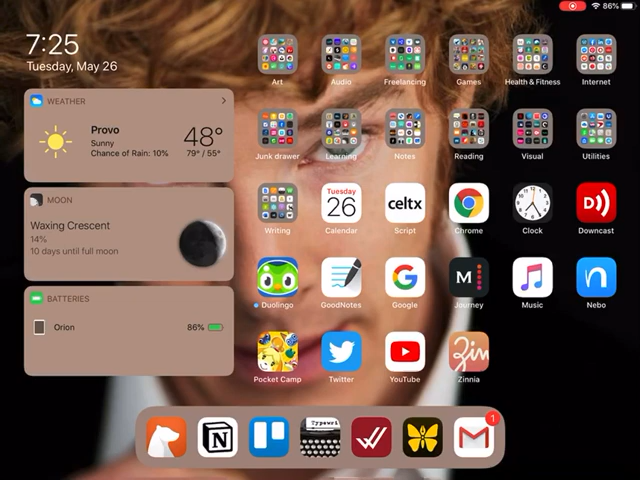 86%
7:25
Tuesday, May 26
WEATHER
Provo
Sunny
Chance of Rain: 10%
48°
79° / 55°
MOON
Waxing Crescent
14%
10 days until full moon
BATTERIES
Orion
86%
Art
Audio
Freelancing
Games
Health & Fitness
Internet
Junk drawer
Learning
Notes
Reading
Visual
Utilities
Writing
Tuesday
26
Calendar
celtx
Script
Chrome
Clock
D
Downcast
Duolingo
GoodNotes
G
Google
M
Journey
Music
n
Nebo
Pocket Camp
Twitter
YouTube
Zin
Zinnia
N
Typewri
M
1